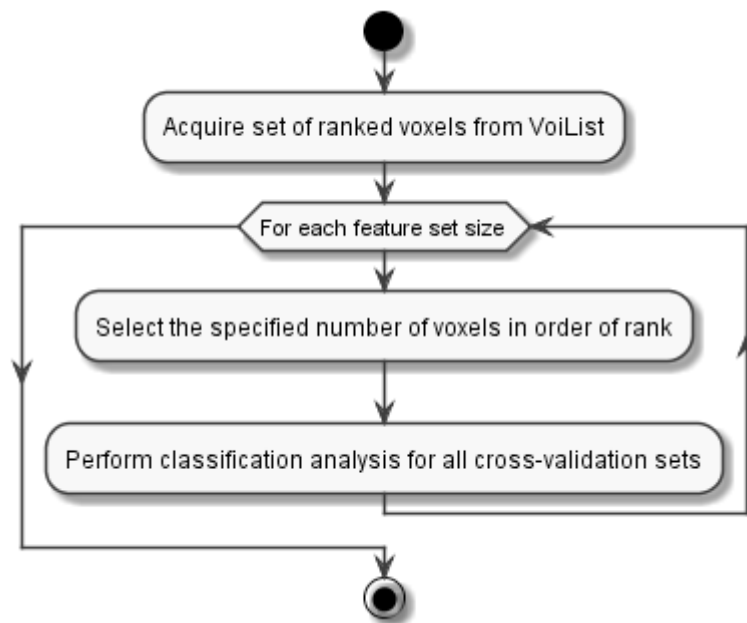 Acquire set of ranked voxels from VoiList
For each feature set size
Select the specified number of voxels in order of rank
Perform classification analysis for all cross-validation sets